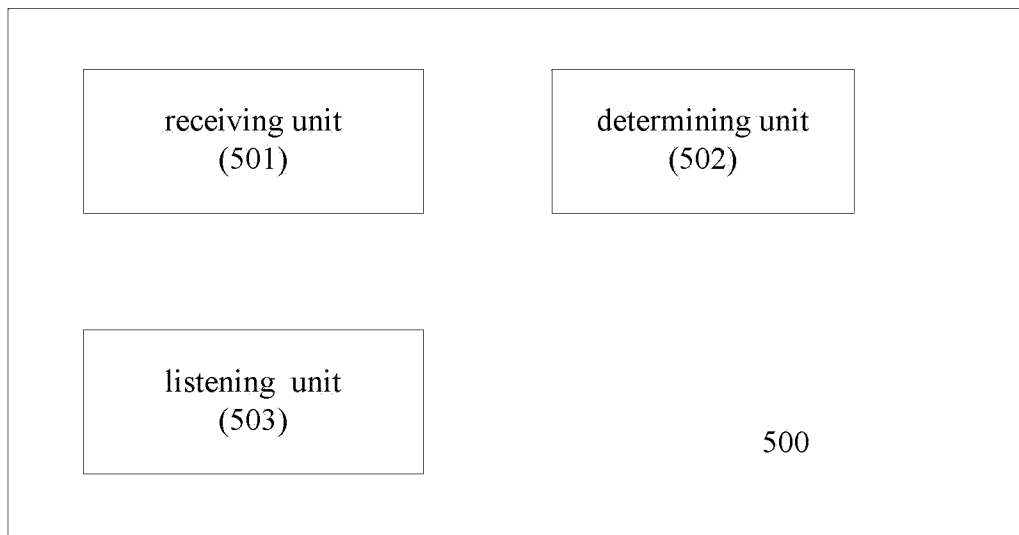 receiving unit
(501)
determining unit
(502)
listening unit
(503)
500